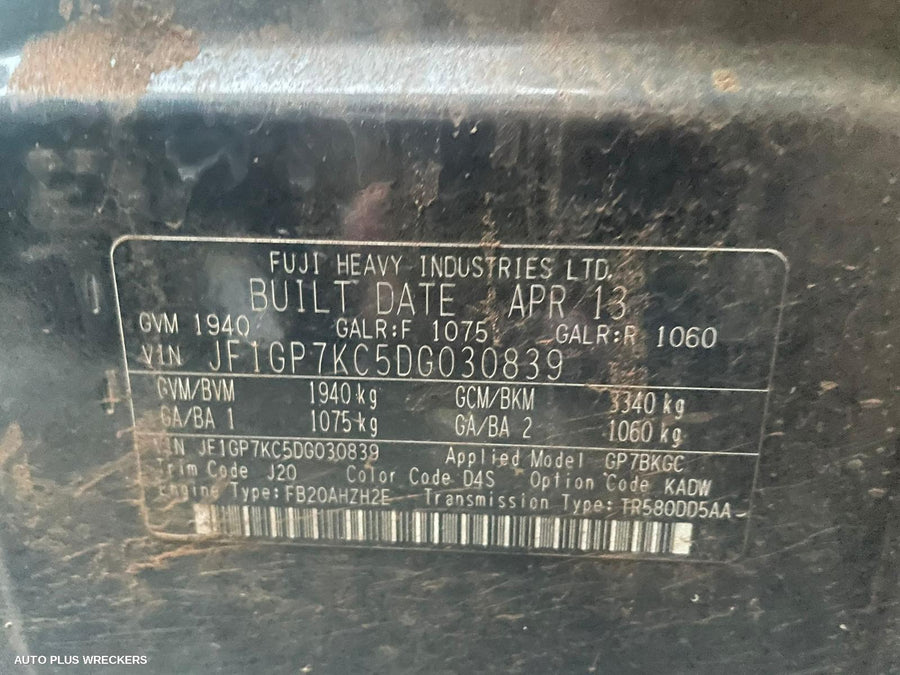 FUJI HEAVY INDUSTRIES LTD.
BUILT DATE APR 13
GVM 1940 GALR:F 1075 GALR:R 1060
VIN JF1GP7KC5DG030839
GVM/BVM 1940 kg GCM/BKM 3340 kg
GA/BA 1 1075 kg GA/BA 2 1060 kg
VIN JF1GP7KC5DG030839 Applied Model GP7BKGC
Trim Code J20 Color Code D4S Option Code KADW
Engine Type: FB20AHZH2E Transmission Type: TR580DD5AA
AUTO PLUS WRECKERS